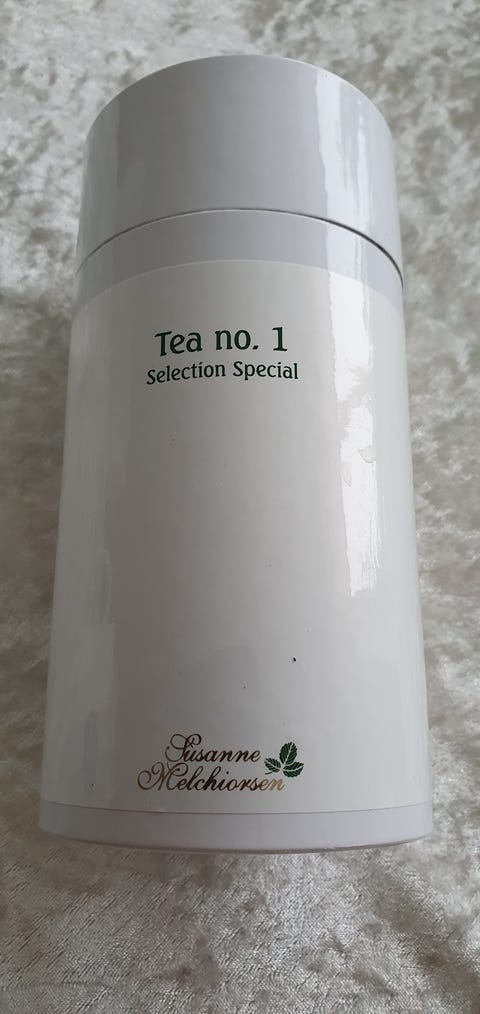 Tea no. 1
Selection Special
Susanne
Melchiorsen